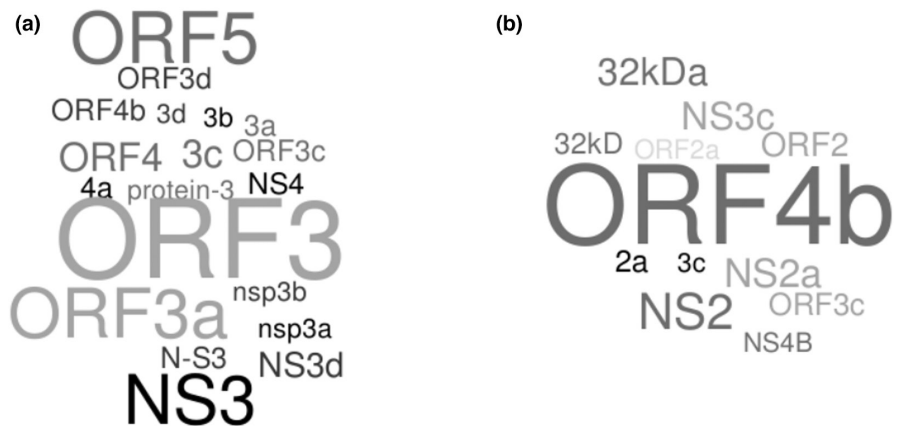 (a)
ORF5
ORF3d
ORF4b 3d 3b 3a
ORF4 3c ORF3c
4a protein-3 NS4
ORF3
nsp3b
ORF3a
nsp3a
N-S3 NS3d
NS3
(b)
32kDa
NS3c
32kD ORF2a ORF2
ORF4b
2a 3c NS2a
NS2 ORF3c
NS4B